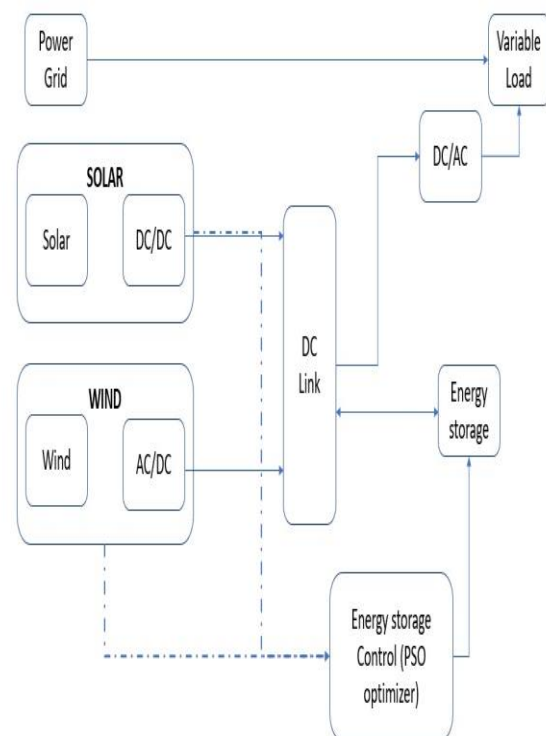 Power
Grid
Variable
Load
DC/AC
SOLAR
Solar
DC/DC
DC
Link
WIND
Wind
AC/DC
Energy
storage
Energy storage
Control (PSO
optimizer)